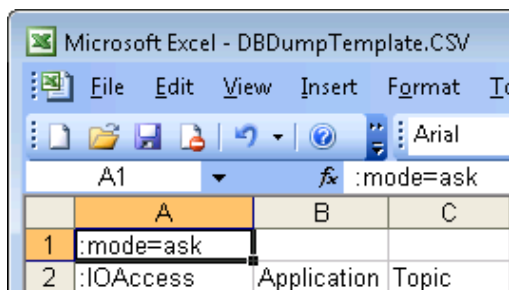 Microsoft Excel - DBDumpTemplate.CSV
File Edit View Insert Format
Arial
A1 fx :mode=ask
A B C
1 :mode=ask
2 :IOAccess Application Topic